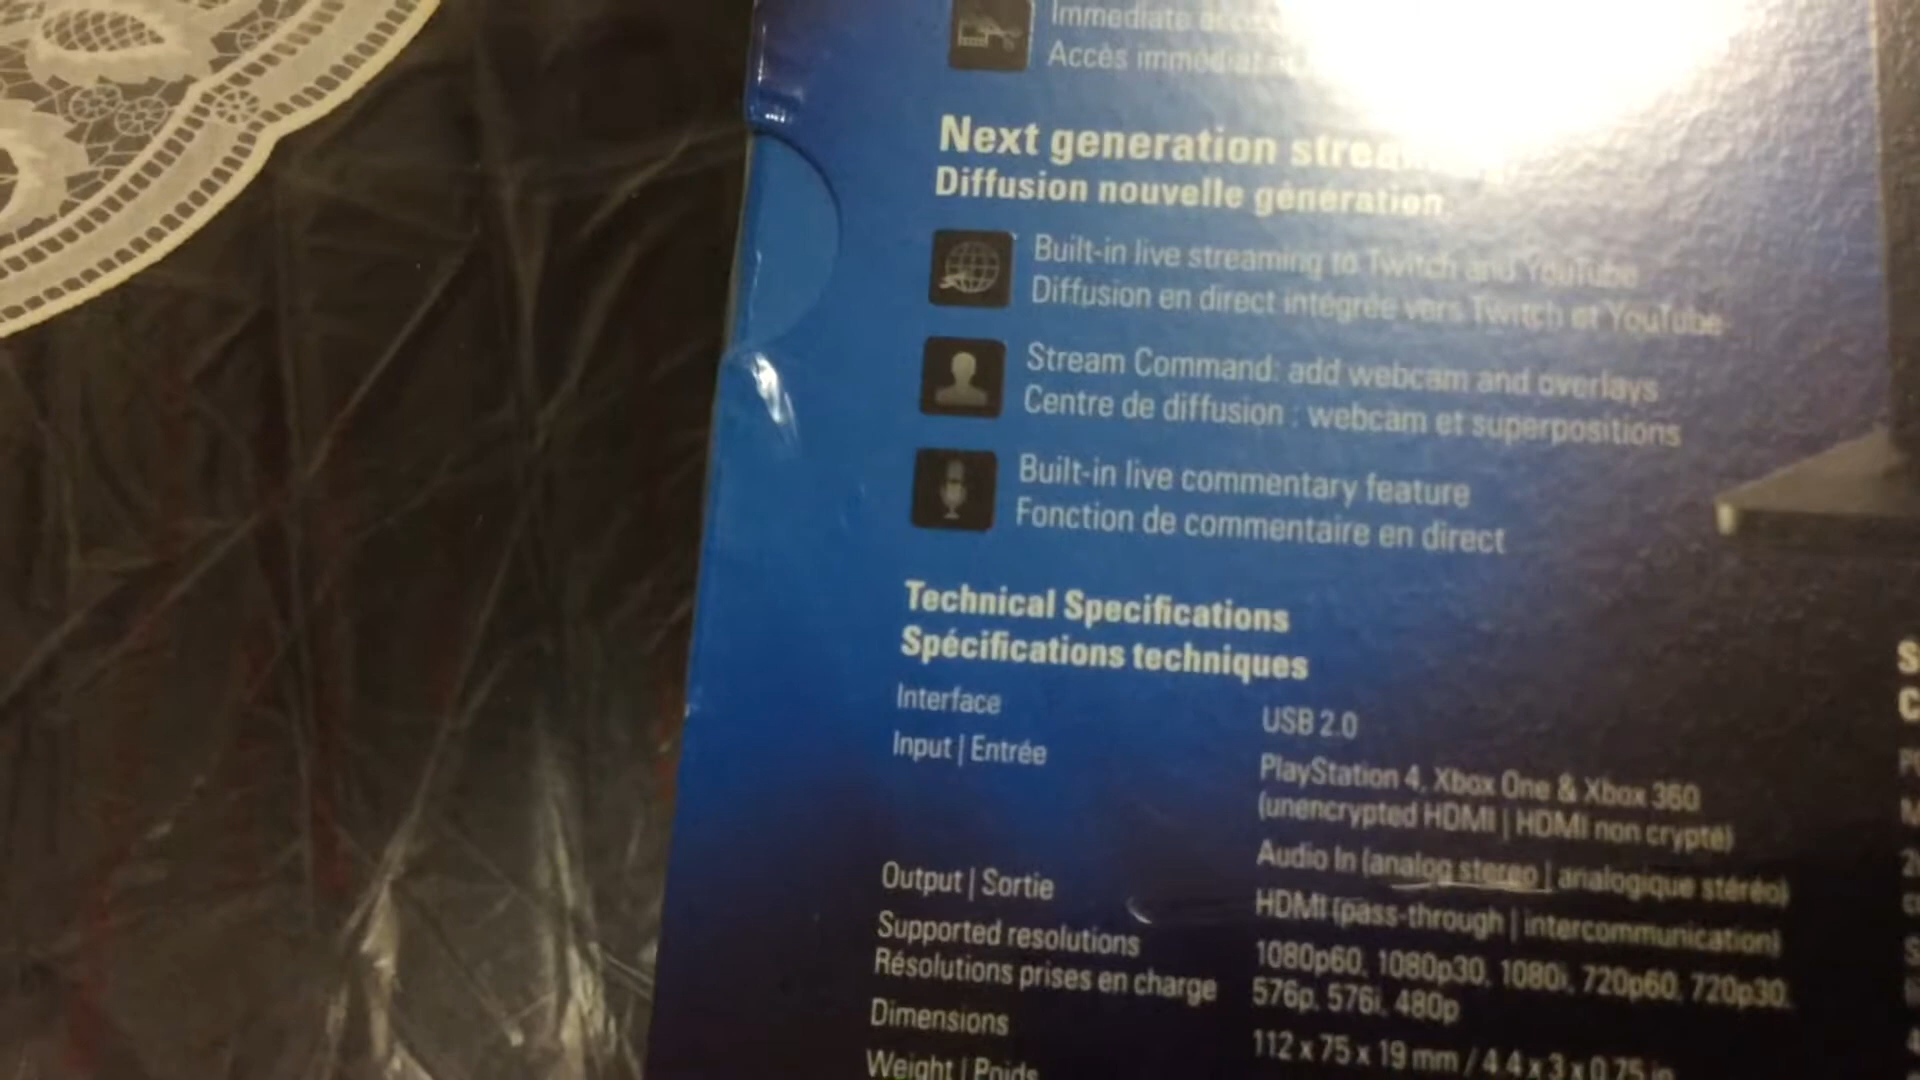 Immediate
Accès immédiat
Next generation
Diffusion nouvelle génération
Built-in live streaming to Twitch and YouTube
Diffusion en direct intégrée vers Twitch et YouTube
Stream Command: add webcam and overlays
Centre de diffusion : webcam et superpositions
Built-in live commentary feature
Fonction de commentaire en direct
Technical Specifications
Spécifications techniques
Interface
USB 2.0
Input | Entrée
PlayStation 4, Xbox One & Xbox 360
(unencrypted HDMI | HDMI non crypté)
Audio In (analog stereo | analogique stéréo)
Output | Sortie
HDMI (pass-through | intercommunication)
Supported resolutions
Résolutions prises en charge
1080p60, 1080p30, 1080i, 720p60, 720p30,
576p, 576i, 480p
Dimensions
112 x 75 x 19 mm / 4.4 x 3 x 0.75 in
Weight | Poids